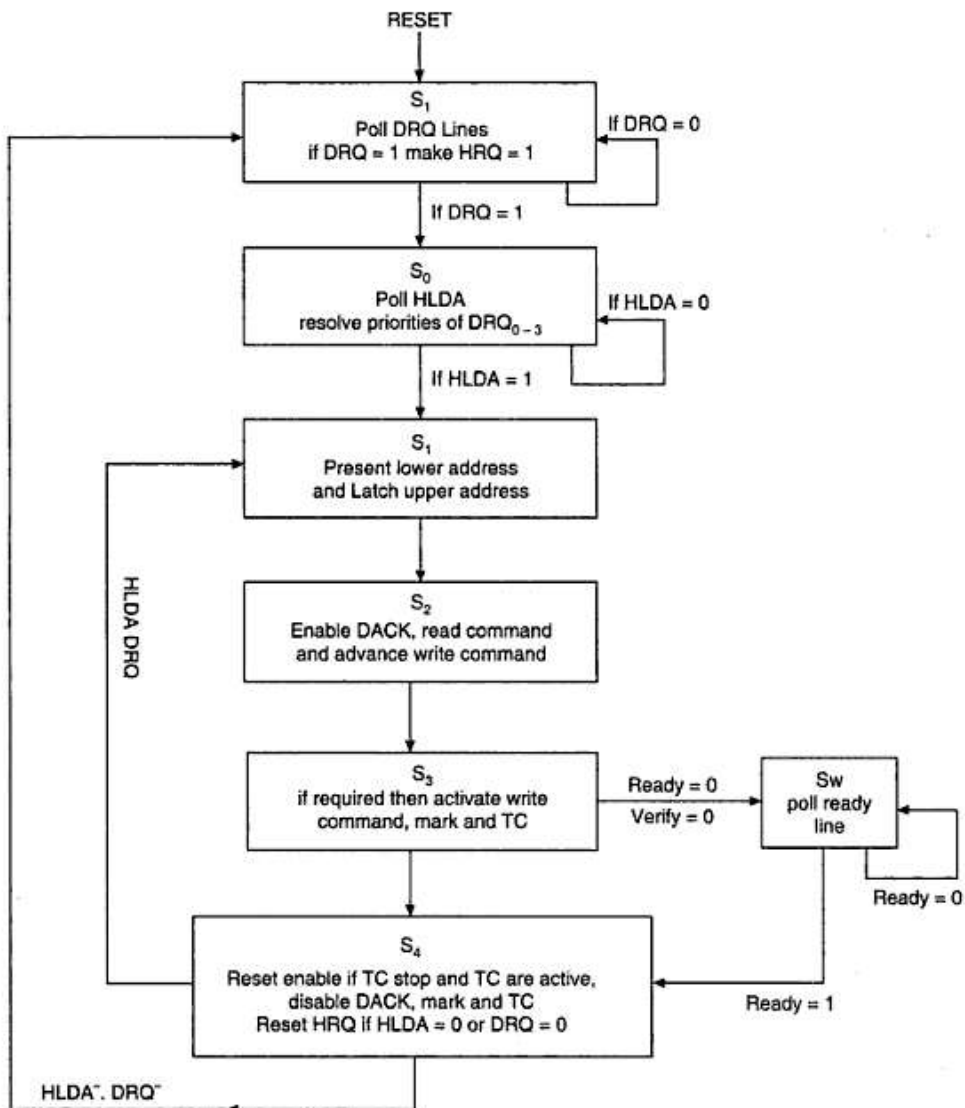 RESET
S₁
Poll DRQ Lines
if DRQ = 1 make HRQ = 1
If DRQ = 0
If DRQ = 1
S₀
Poll HLDA
resolve priorities of DRQ₀₋₃
If HLDA = 0
If HLDA = 1
S₁
Present lower address
and Latch upper address
HLDA DRQ
S₂
Enable DACK, read command
and advance write command
S₃
if required then activate write
command, mark and TC
Ready = 0
Verify = 0
Sw
poll ready
line
Ready = 0
S₄
Reset enable if TC stop and TC are active,
disable DACK, mark and TC
Reset HRQ if HLDA = 0 or DRQ = 0
Ready = 1
HLDA⁻. DRQ⁻